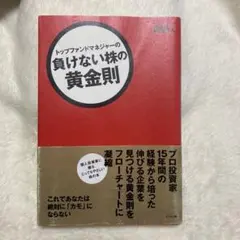 トップファンドマネジャーの
負けない株の
黄金則
プロ投資家
15年間の
経験から培った
伸びる企業を
見つける黄金則を
フローチャートに
凝縮
これであなたは
絶対に「カモ」に
ならない